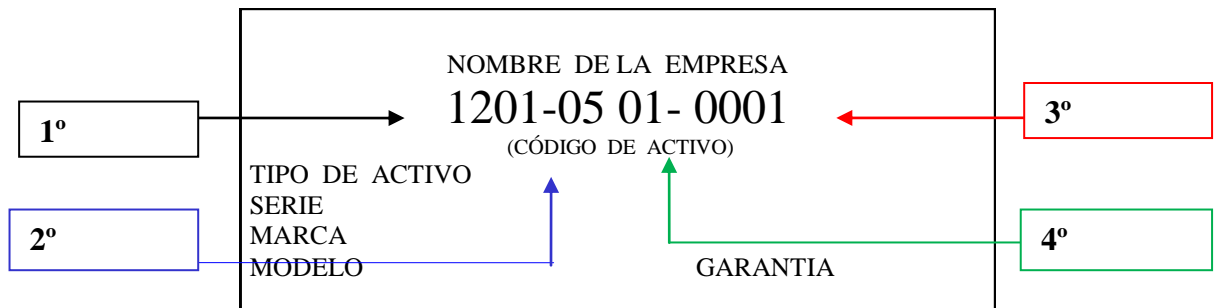 NOMBRE DE LA EMPRESA
1201-05 01- 0001
(CÓDIGO DE ACTIVO)
1º
3º
TIPO DE ACTIVO
SERIE
MARCA
MODELO
GARANTIA
2º
4º